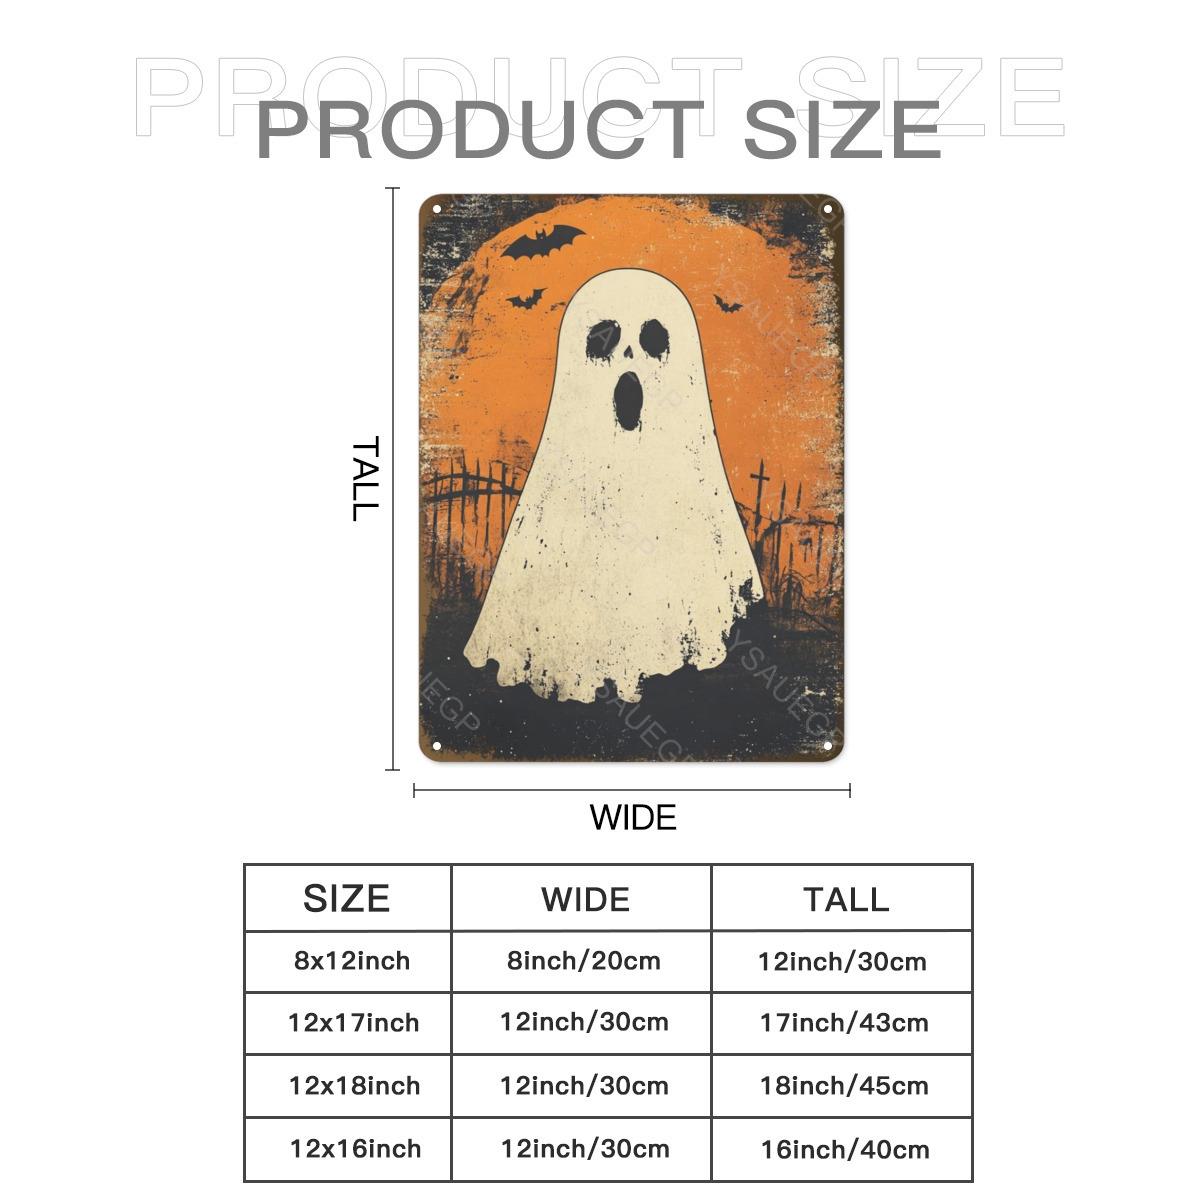 PRODUCT SIZE
PRODUCT SIZE
YSAUEGP
TALL
WIDE
SIZE WIDE TALL
8x12inch 8inch/20cm 12inch/30cm
12x17inch 12inch/30cm 17inch/43cm
12x18inch 12inch/30cm 18inch/45cm
12x16inch 12inch/30cm 16inch/40cm